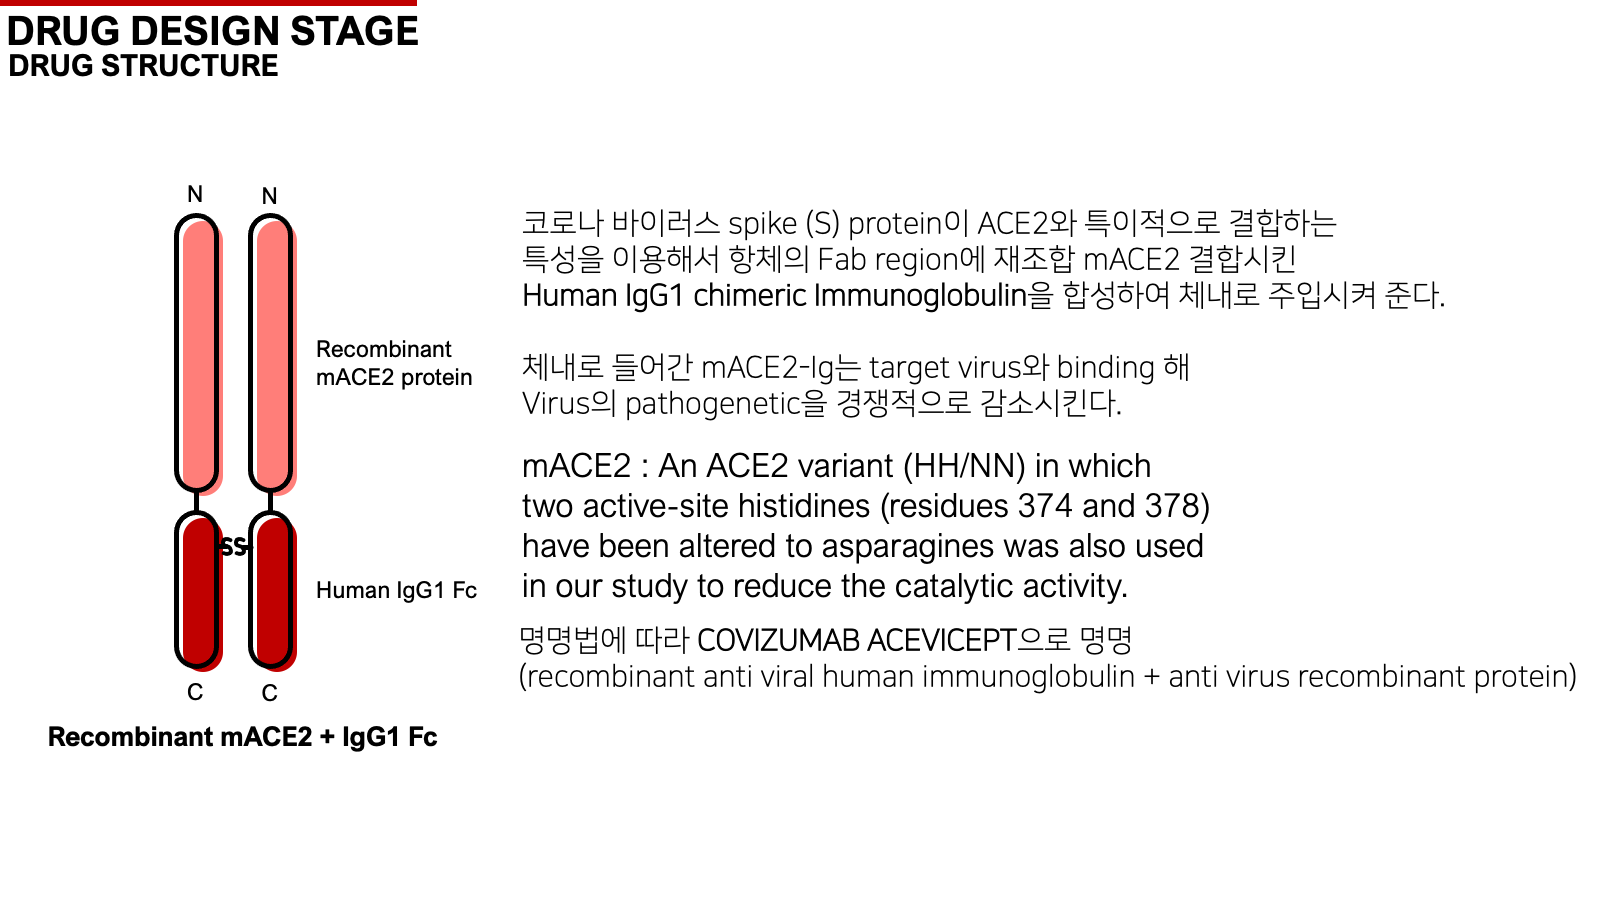 DRUG DESIGN STAGE
DRUG STRUCTURE
N
N
Recombinant
mACE2 protein
SS
Human IgG1 Fc
C
C
Recombinant mACE2 + IgG1 Fc
코로나 바이러스 spike (S) protein이 ACE2와 특이적으로 결합하는
특성을 이용해서 항체의 Fab region에 재조합 mACE2 결합시킨
Human IgG1 chimeric Immunoglobulin을 합성하여 체내로 주입시켜 준다.
체내로 들어간 mACE2-Ig는 target virus와 binding 해
Virus의 pathogenetic을 경쟁적으로 감소시킨다.
mACE2 : An ACE2 variant (HH/NN) in which
two active-site histidines (residues 374 and 378)
have been altered to asparagines was also used
in our study to reduce the catalytic activity.
명명법에 따라 COVIZUMAB ACEVICEPT으로 명명
(recombinant anti viral human immunoglobulin + anti virus recombinant protein)